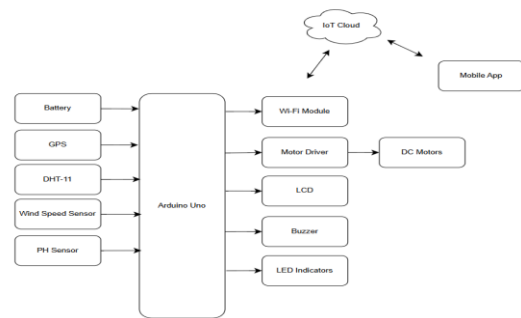 IoT Cloud
Mobile App
Battery
GPS
DHT-11
Wind Speed Sensor
PH Sensor
Arduino Uno
Wi-Fi Module
Motor Driver
DC Motors
LCD
Buzzer
LED Indicators